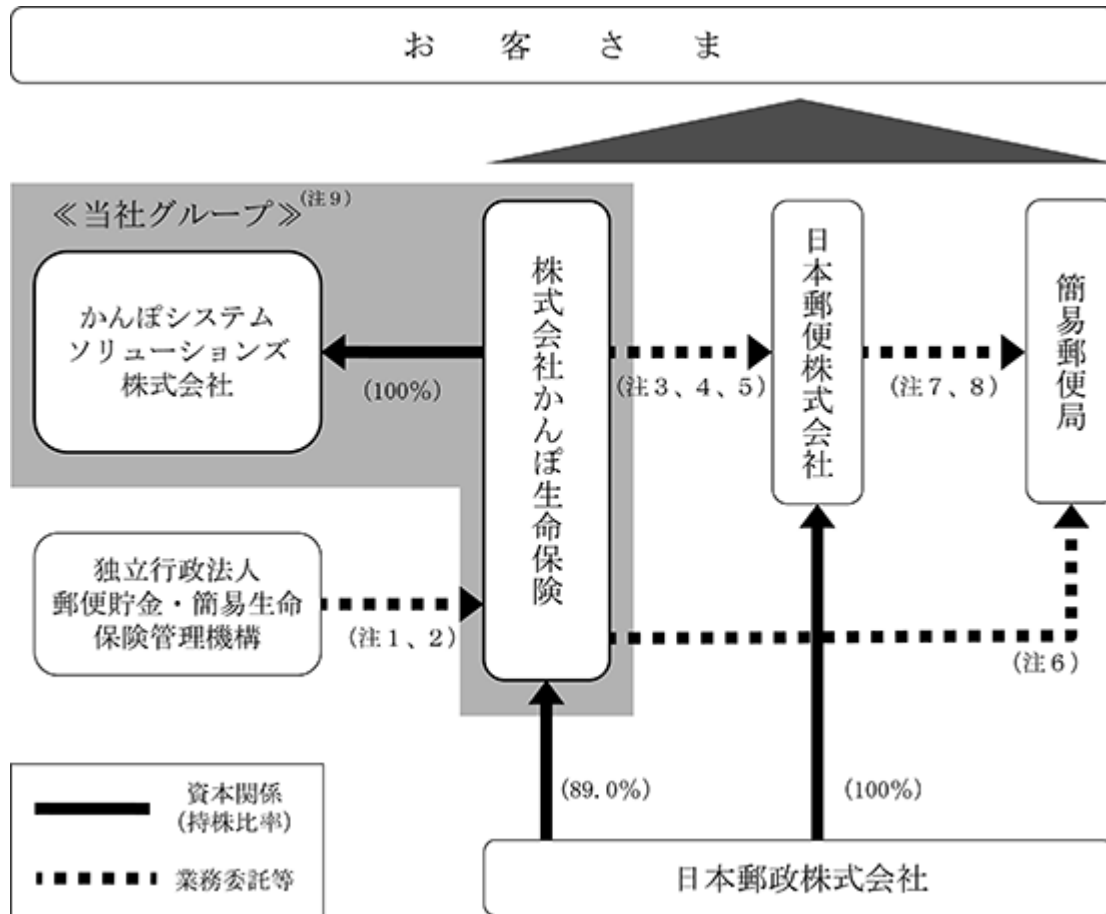 お客さま
≪当社グループ≫(注9)
かんぽシステム
ソリューションズ
株式会社
(100%)
株式会社かんぽ生命保険
(注3、4、5)
日本郵便株式会社
(注7、8)
簡易郵便局
独立行政法人
郵便貯金・簡易生命
保険管理機構
(注1、2)
(注6)
(89.0%)
(100%)
資本関係
(持株比率)
業務委託等
日本郵政株式会社